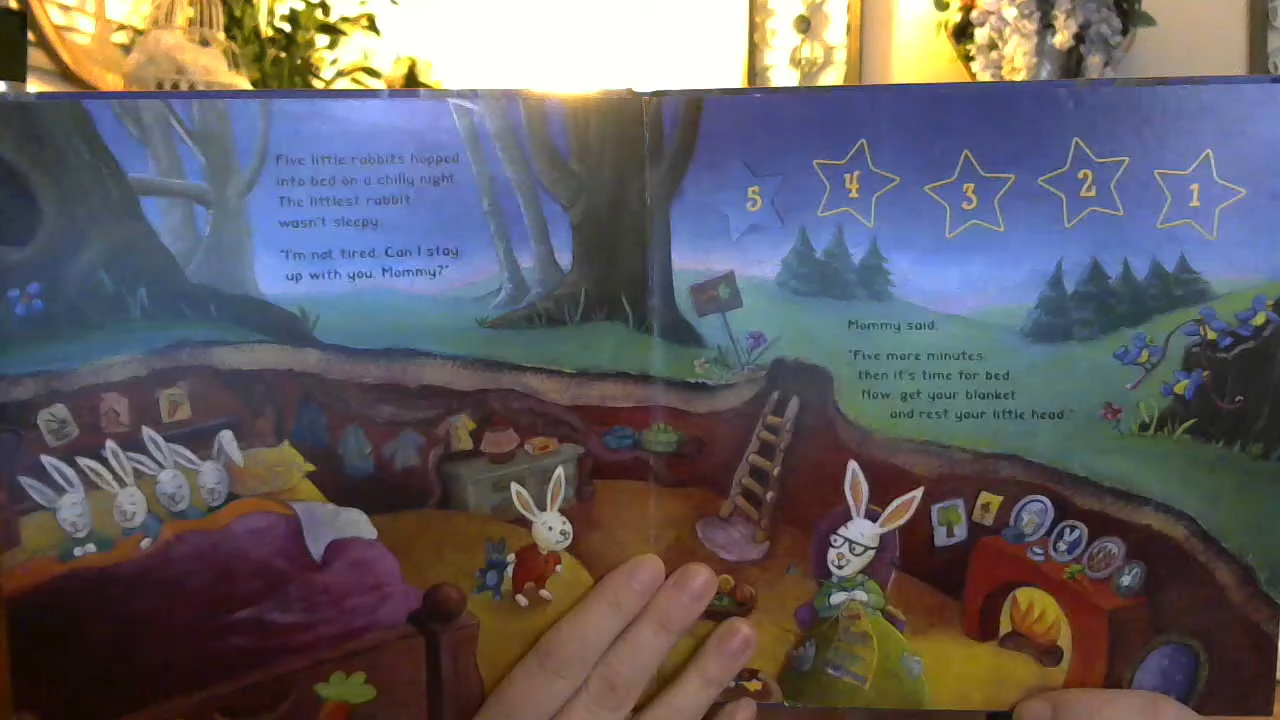 Five little rabbits hopped
into bed on a chilly night.
The littlest rabbit
wasn't sleepy.
"I'm not tired. Can I stay
up with you, Mommy?"
5 4 3 2 1
Mommy said,
"Five more minutes,
then it's time for bed.
Now, get your blanket
and rest your little head."